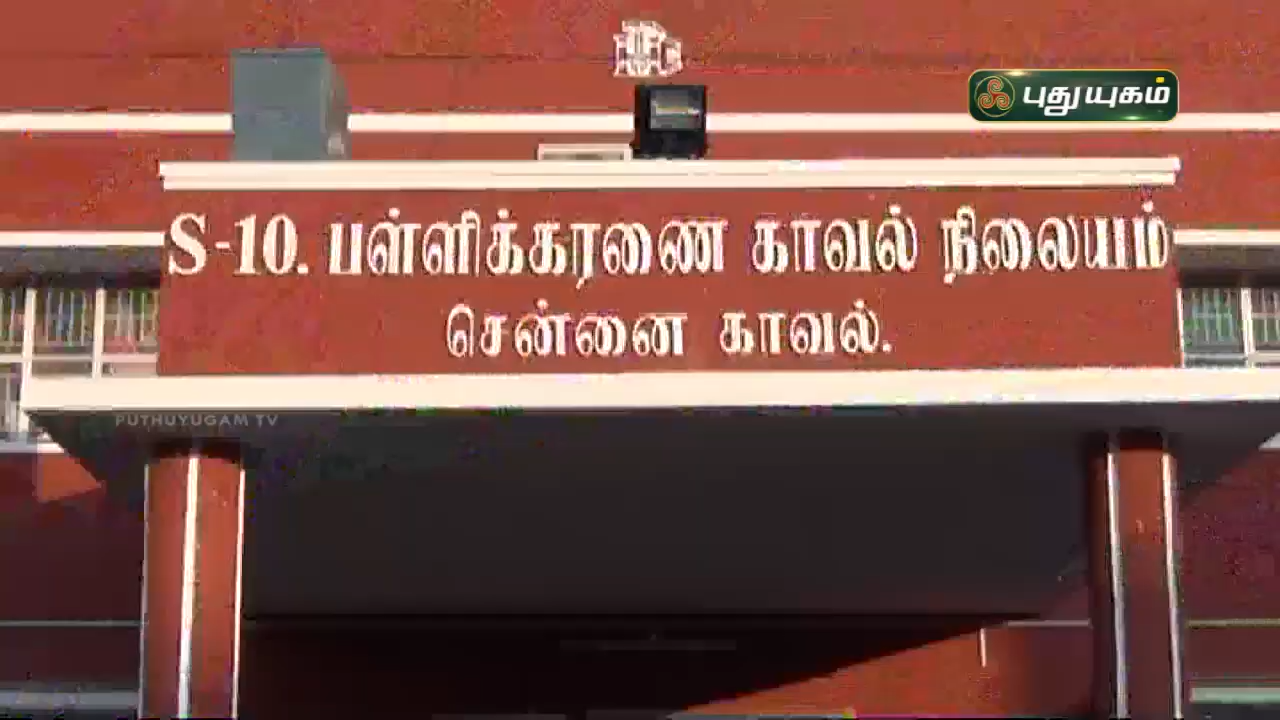 புதுயுகம்
S-10. பள்ளிக்கரணை காவல் நிலையம்
சென்னை காவல்.
PUTHUYUGAM TV